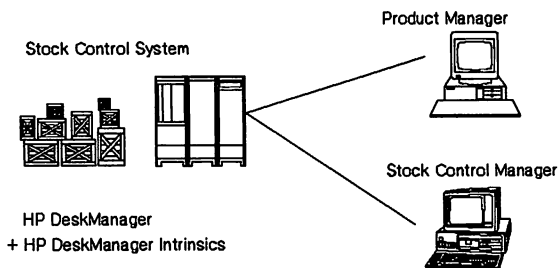 Product Manager
Stock Control System
Stock Control Manager
HP DeskManager
+ HP DeskManager Intrinsics